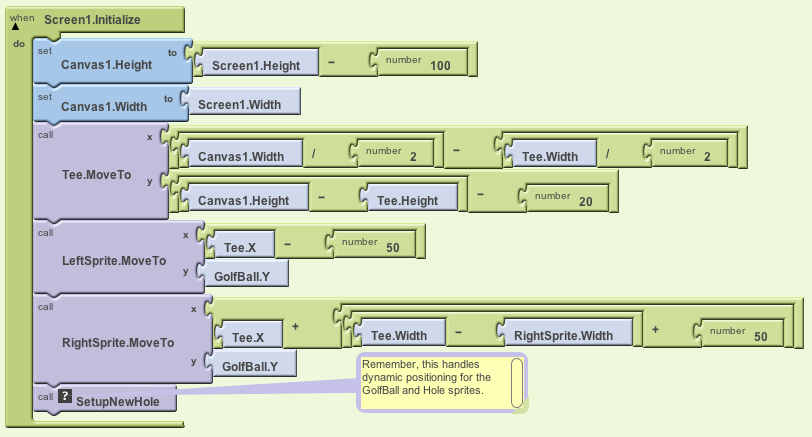 when Screen1.Initialize
do
set Canvas1.Height to Screen1.Height - number 100
set Canvas1.Width to Screen1.Width
call Tee.MoveTo
x Canvas1.Width / number 2 - Tee.Width / number 2
y Canvas1.Height - Tee.Height - number 20
call LeftSprite.MoveTo
x Tee.X - number 50
y GolfBall.Y
call RightSprite.MoveTo
x Tee.X + Tee.Width - RightSprite.Width + number 50
y GolfBall.Y
call ? SetupNewHole
Remember, this handles
dynamic positioning for the
GolfBall and Hole sprites.